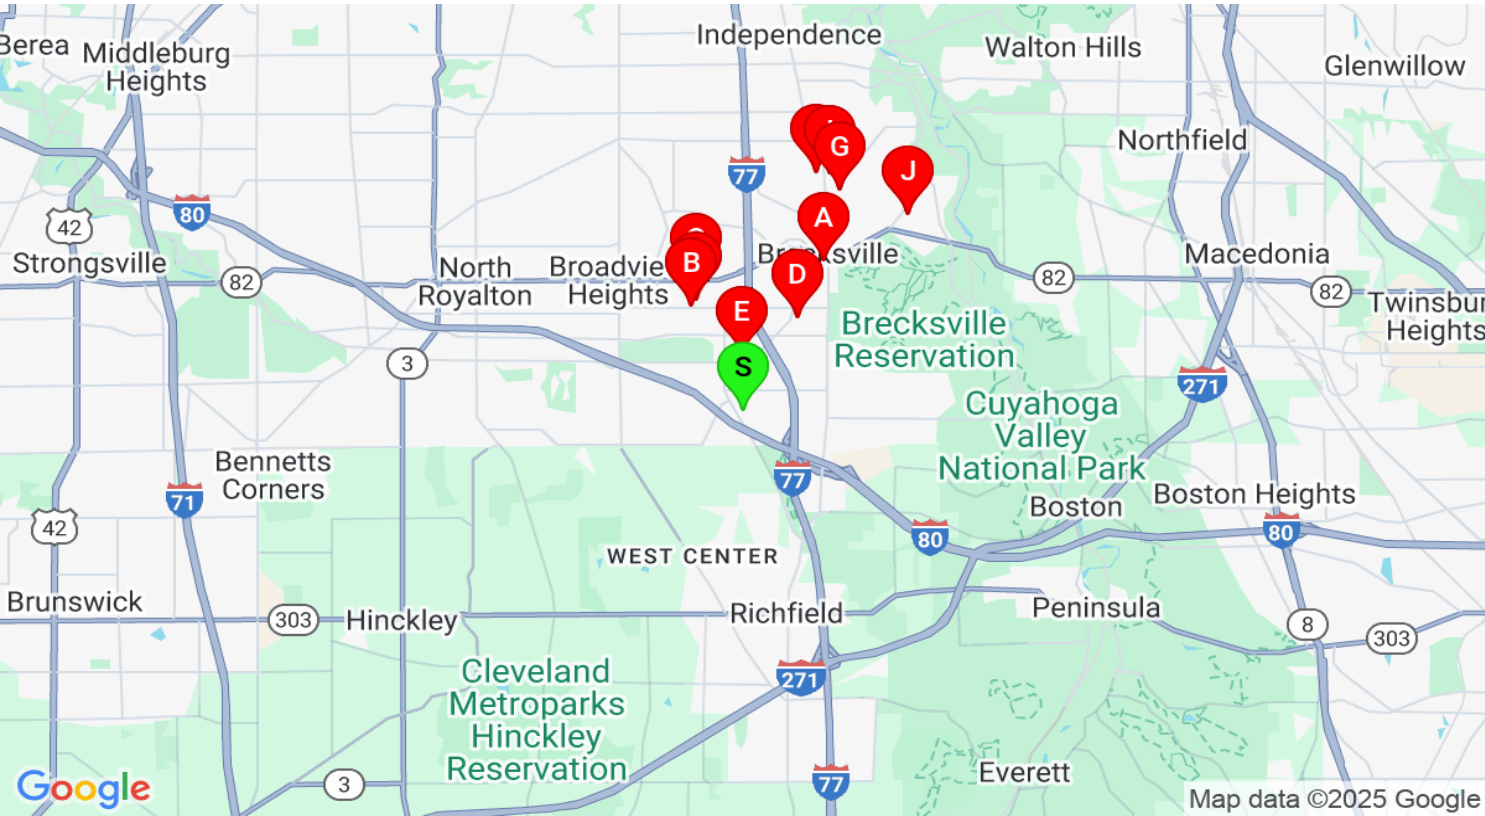 Independence
Walton Hills
Berea
Middleburg
Heights
Glenwillow
Northfield
G
77
J
80
A
42
Strongsville
82
North
Royalton
Heights
B
Brecksville
D
Macedonia
82
82
Heights
E
Brecksville
Reservation
3
S
271
Cuyahoga
Valley
National Park
Bennetts
Corners
71
77
Boston
Boston Heights
42
80
80
WEST CENTER
Brunswick
303
Hinckley
Richfield
Peninsula
8
303
Cleveland
Metroparks
Hinckley
Reservation
271
3
77
Everett
Google
Map data ©2025 Google